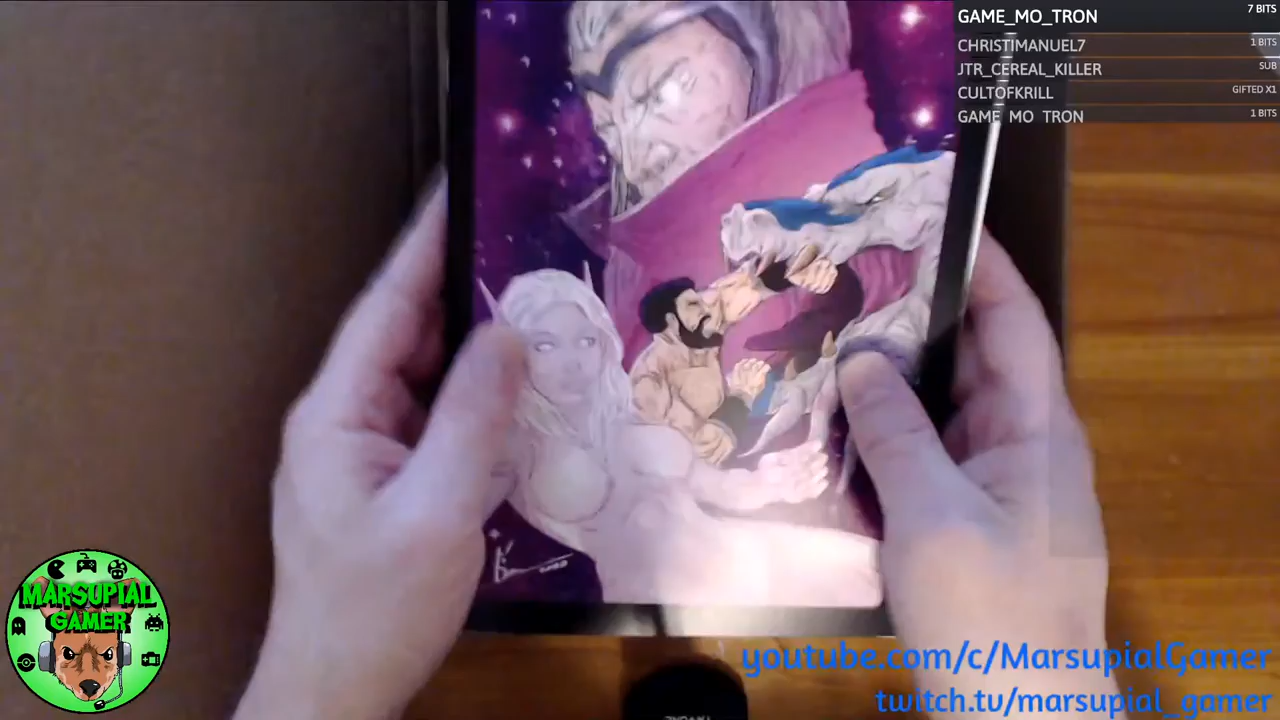 GAME_MO_TRON 7 BITS
CHRISTIMANUEL7 1 BITS
JTR_CEREAL_KILLER SUB
CULTOFKRILL GIFTED X1
GAME_MO_TRON 1 BITS
MARSUPIAL
GAMER
youtube.com/c/MarsupialGamer
twitch.tv/marsupial_gamer